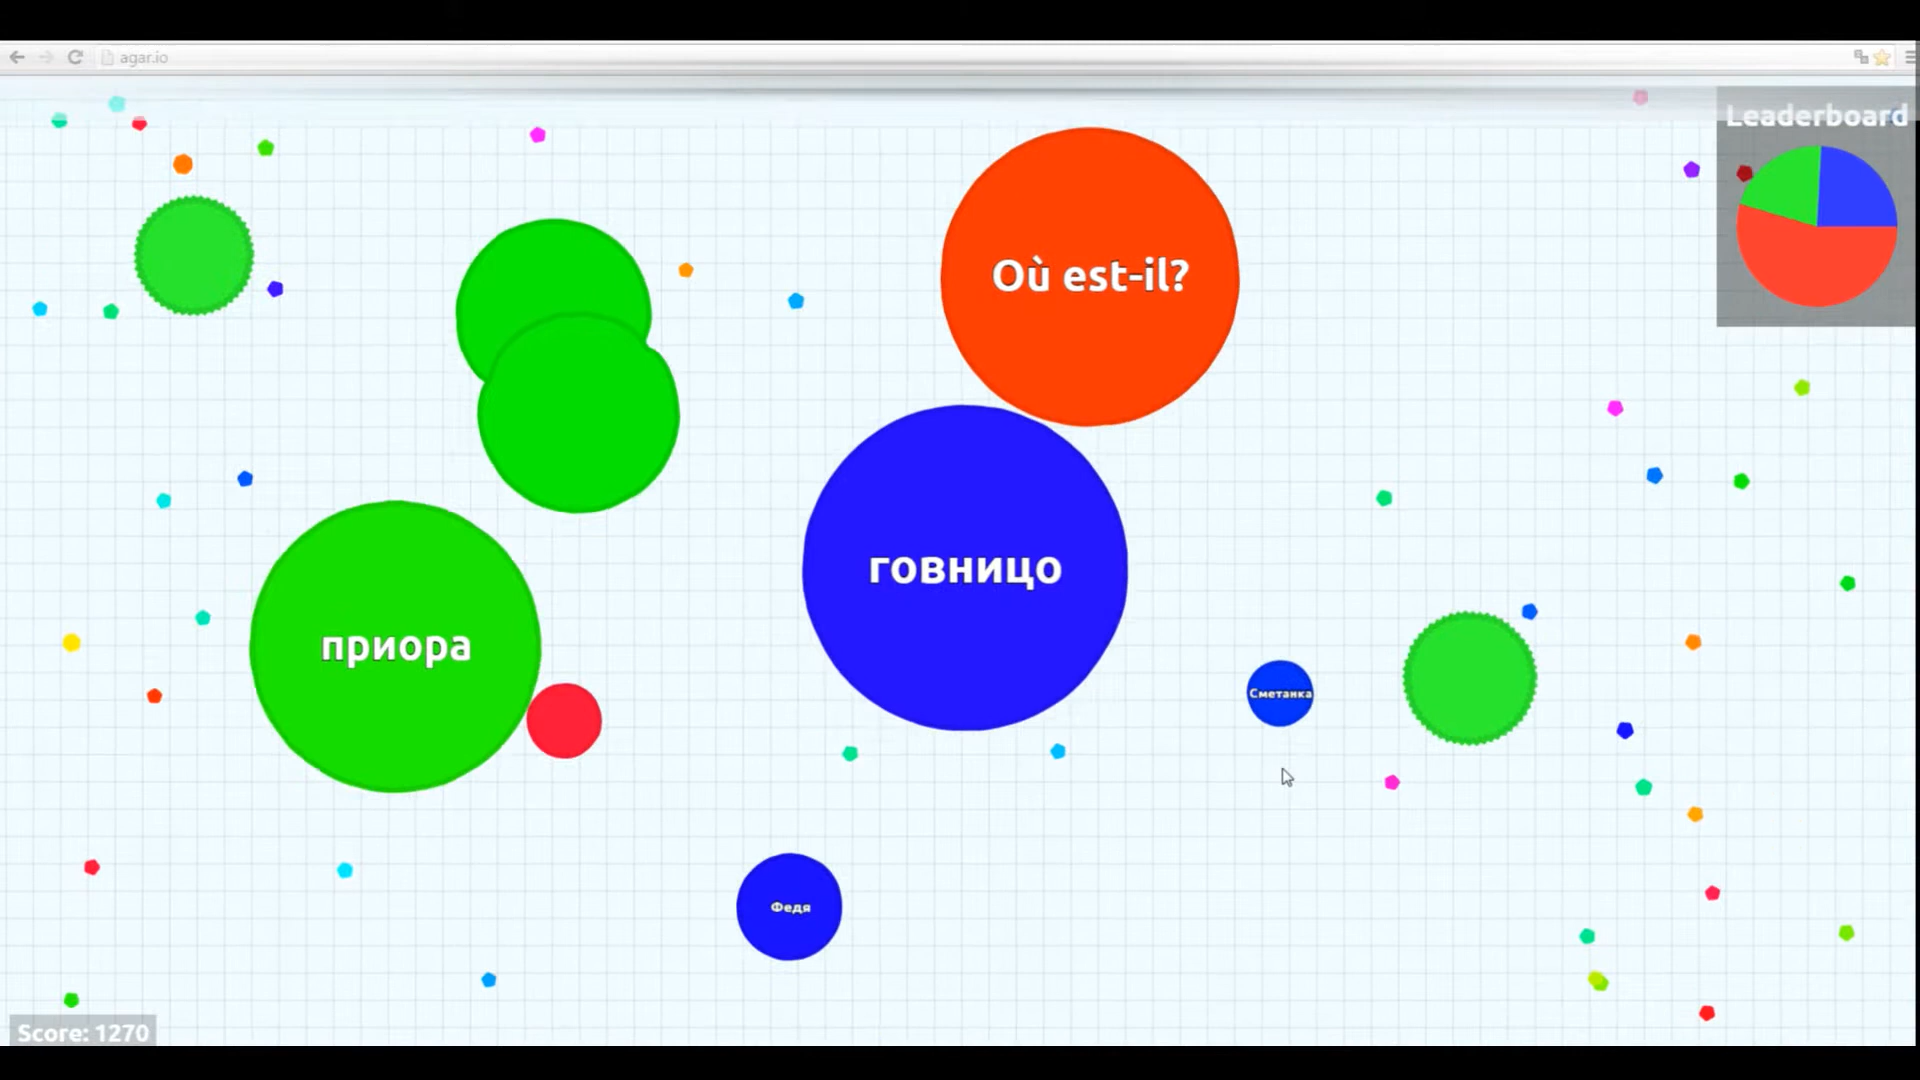 agar.io
Leaderboard
Où est-il?
говницо
приора
Сметанка
Федя
Score: 1270